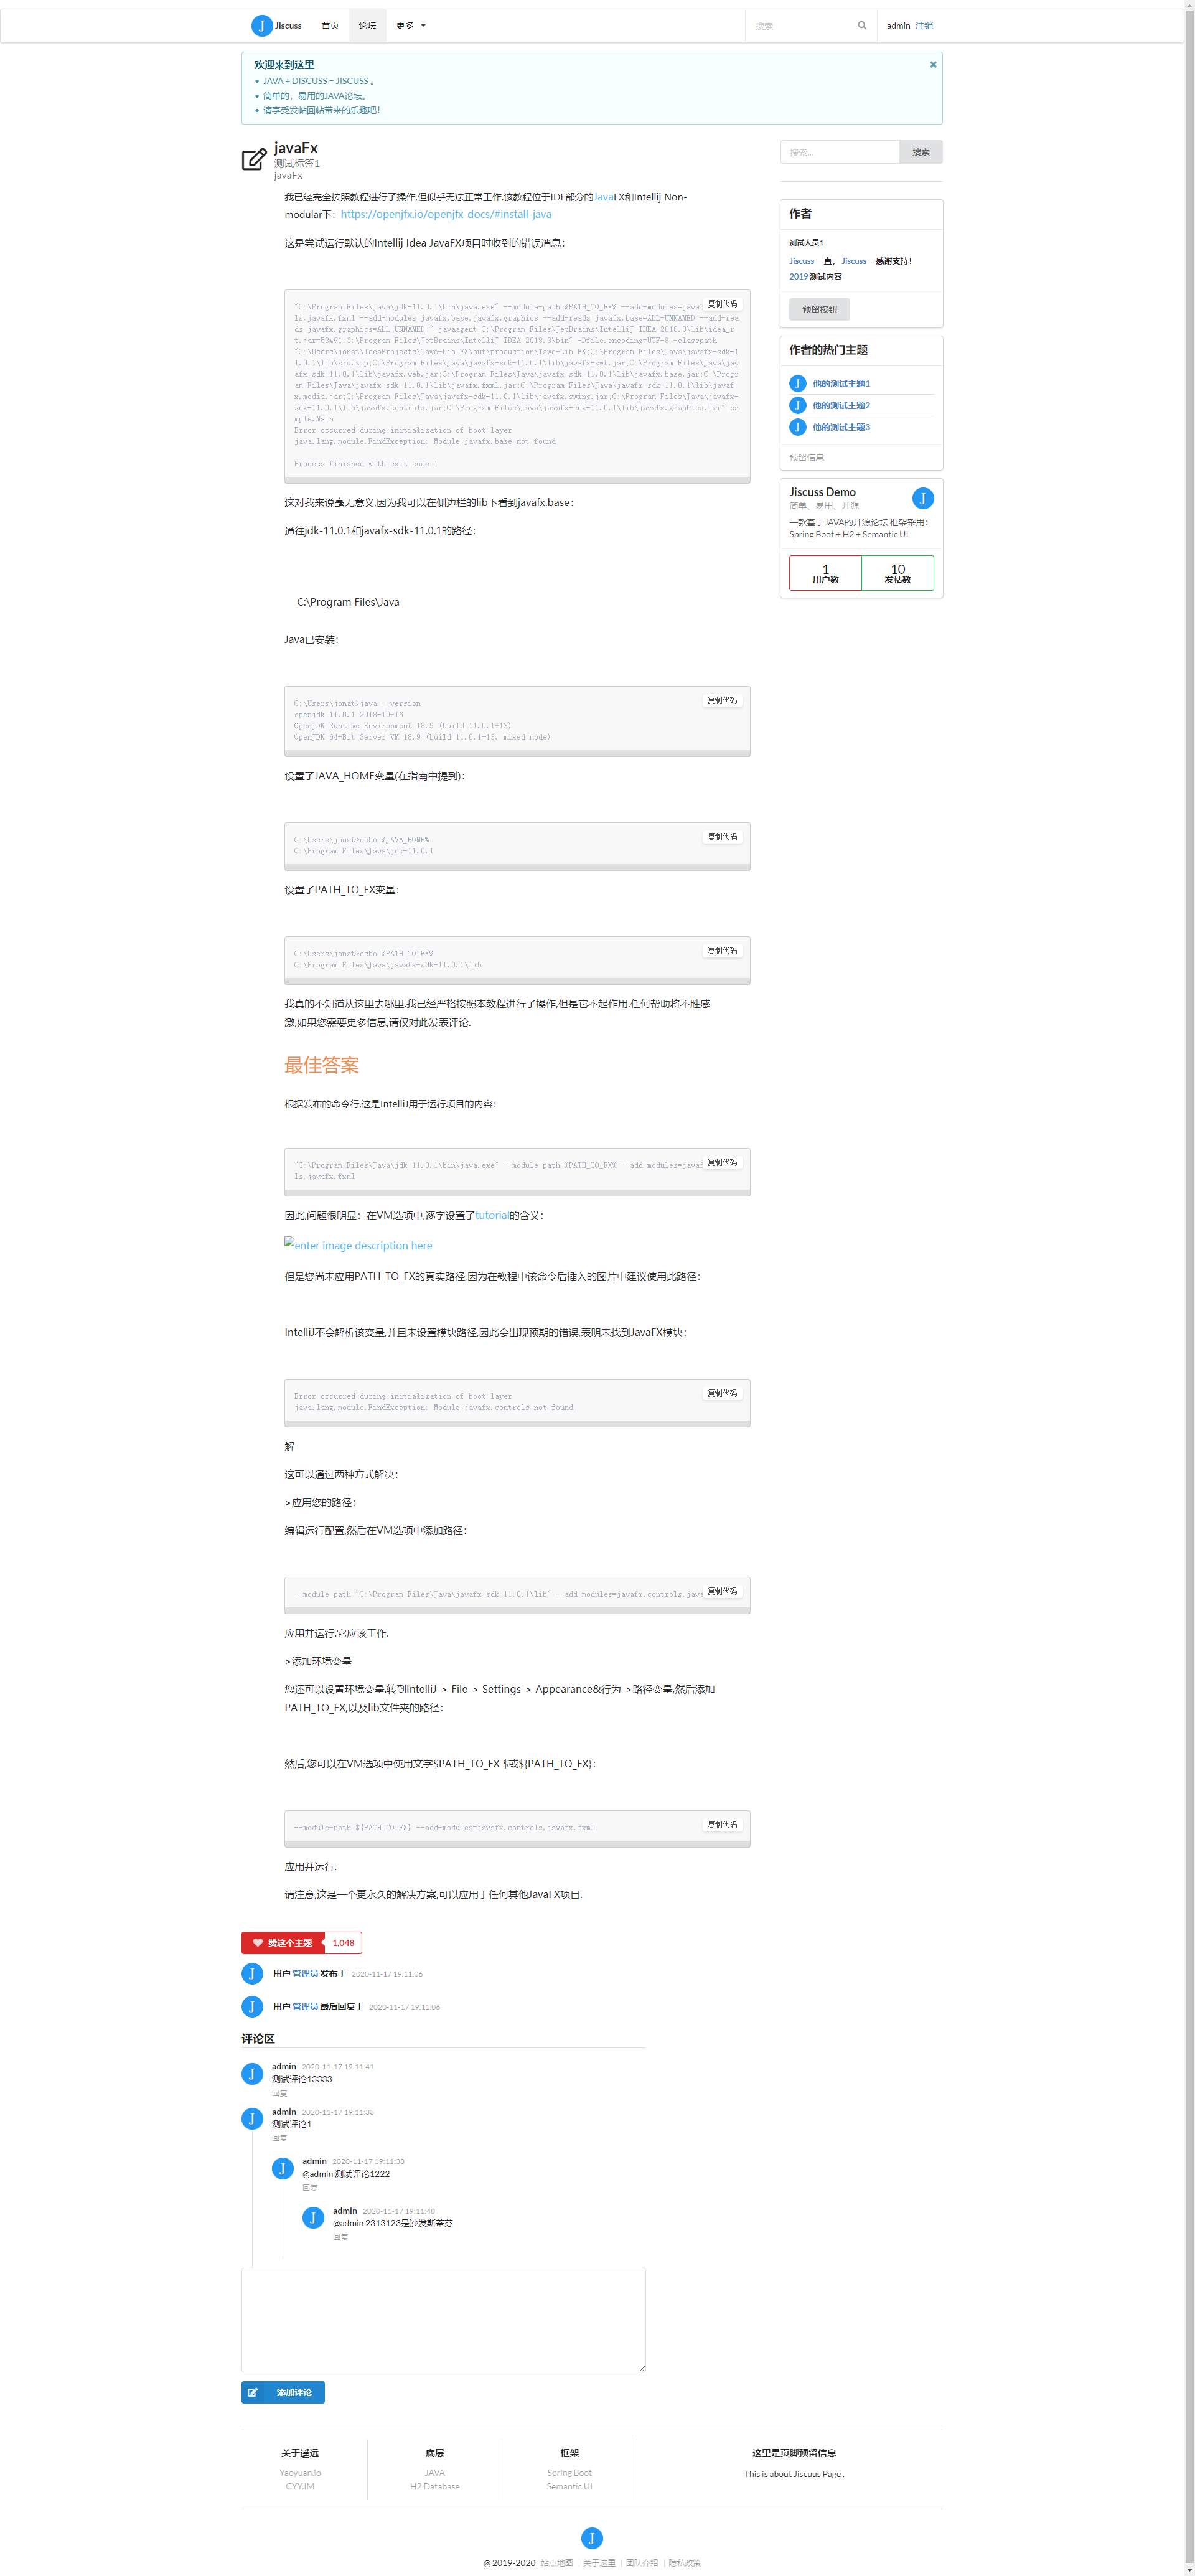 Jiscuss 首页 论坛 更多 搜索 admin 注销
欢迎来到这里
JAVA + DISCUSS = JISCUSS 。
简单的，易用的JAVA论坛。
请享受发帖回帖带来的乐趣吧！
javaFx
测试标签1
javaFx
我已经完全按照教程进行了操作,但似乎无法正常工作.该教程位于IDE部分的JavaFX和Intellij Non-
modular下：https://openjfx.io/openjfx-docs/#install-java
这是尝试运行默认的Intellij Idea JavaFX项目时收到的错误消息：
复制代码
"C:\Program Files\Java\jdk-11.0.1\bin\java.exe" --module-path %PATH_TO_FX% --add-modules=javaf
ls,javafx.fxml --add-modules javafx.base,javafx.graphics --add-reads javafx.base=ALL-UNNAMED --add-rea
ds javafx.graphics=ALL-UNNAMED "-javaagent:C:\Program Files\JetBrains\IntelliJ IDEA 2018.3\lib\idea_r
t.jar=53491:C:\Program Files\JetBrains\IntelliJ IDEA 2018.3\bin" -Dfile.encoding=UTF-8 -classpath
"C:\Users\jonat\IdeaProjects\Tawe-Lib FX\out\production\Tawe-Lib FX;C:\Program Files\Java\javafx-sdk-1
1.0.1\lib\src.zip;C:\Program Files\Java\javafx-sdk-11.0.1\lib\javafx-swt.jar;C:\Program Files\Java\jav
afx-sdk-11.0.1\lib\javafx.web.jar;C:\Program Files\Java\javafx-sdk-11.0.1\lib\javafx.base.jar;C:\Progr
am Files\Java\javafx-sdk-11.0.1\lib\javafx.fxml.jar;C:\Program Files\Java\javafx-sdk-11.0.1\lib\javaf
x.media.jar;C:\Program Files\Java\javafx-sdk-11.0.1\lib\javafx.swing.jar;C:\Program Files\Java\javafx-
sdk-11.0.1\lib\javafx.controls.jar;C:\Program Files\Java\javafx-sdk-11.0.1\lib\javafx.graphics.jar" sa
mple.Main
Error occurred during initialization of boot layer
java.lang.module.FindException: Module javafx.base not found
Process finished with exit code 1
这对我来说毫无意义,因为我可以在侧边栏的lib下看到javafx.base：
通往jdk-11.0.1和javafx-sdk-11.0.1的路径：
C:\Program Files\Java
Java已安装：
复制代码
C:\Users\jonat>java --version
openjdk 11.0.1 2018-10-16
OpenJDK Runtime Environment 18.9 (build 11.0.1+13)
OpenJDK 64-Bit Server VM 18.9 (build 11.0.1+13, mixed mode)
设置了JAVA_HOME变量(在指南中提到)：
复制代码
C:\Users\jonat>echo %JAVA_HOME%
C:\Program Files\Java\jdk-11.0.1
设置了PATH_TO_FX变量：
复制代码
C:\Users\jonat>echo %PATH_TO_FX%
C:\Program Files\Java\javafx-sdk-11.0.1\lib
我真的不知道从这里去哪里.我已经严格按照本教程进行了操作,但是它不起作用.任何帮助将不胜感
激,如果您需要更多信息,请仅对此发表评论.
最佳答案
根据发布的命令行,这是IntelliJ用于运行项目的内容：
复制代码
"C:\Program Files\Java\jdk-11.0.1\bin\java.exe" --module-path %PATH_TO_FX% --add-modules=javaf
ls,javafx.fxml
因此,问题很明显：在VM选项中,逐字设置了tutorial的含义：
enter image description here
但是您尚未应用PATH_TO_FX的真实路径,因为在教程中该命令后插入的图片中建议使用此路径：
IntelliJ不会解析该变量,并且未设置模块路径,因此会出现预期的错误,表明未找到JavaFX模块：
复制代码
Error occurred during initialization of boot layer
java.lang.module.FindException: Module javafx.controls not found
解
这可以通过两种方式解决：
>应用您的路径：
编辑运行配置,然后在VM选项中添加路径：
复制代码
--module-path "C:\Program Files\Java\javafx-sdk-11.0.1\lib" --add-modules=javafx.controls,java
应用并运行.它应该工作.
>添加环境变量
您还可以设置环境变量.转到IntelliJ-> File-> Settings-> Appearance&行为->路径变量,然后添加
PATH_TO_FX,以及lib文件夹的路径：
然后,您可以在VM选项中使用文字$PATH_TO_FX $或${PATH_TO_FX}：
复制代码
--module-path ${PATH_TO_FX} --add-modules=javafx.controls,javafx.fxml
应用并运行.
请注意,这是一个更永久的解决方案,可以应用于任何其他JavaFX项目.
赞这个主题 1,048
用户 管理员 发布于 2020-11-17 19:11:06
用户 管理员 最后回复于 2020-11-17 19:11:06
评论区
admin 2020-11-17 19:11:41
测试评论13333
回复
admin 2020-11-17 19:11:33
测试评论1
回复
admin 2020-11-17 19:11:38
@admin 测试评论1222
回复
admin 2020-11-17 19:11:48
@admin 2313123是沙发斯蒂芬
回复
添加评论
搜索... 搜索
作者
测试人员1
Jiscuss 一直， Jiscuss 一感谢支持！
2019 测试内容
预留按钮
作者的热门主题
他的测试主题1
他的测试主题2
他的测试主题3
预留信息
Jiscuss Demo
简单、易用、开源
一款基于JAVA的开源论坛 框架采用：
Spring Boot + H2 + Semantic UI
1 10
用户数 发帖数
关于遥远 底层 框架 这里是页脚预留信息
Yaoyuan.io JAVA Spring Boot This is about Jiscuus Page .
CYY.IM H2 Database Semantic UI
@ 2019-2020 站点地图 关于这里 团队介绍 隐私政策